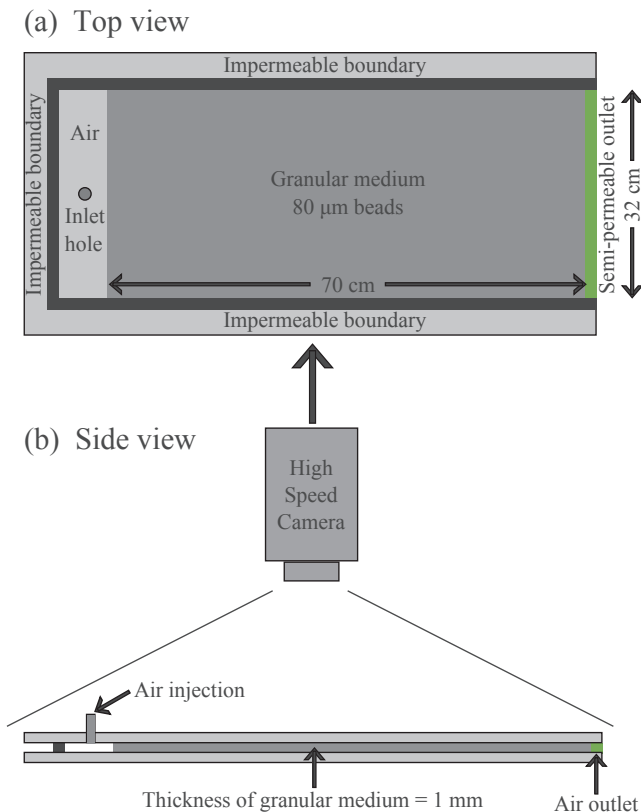 (a) Top view
Impermeable boundary
Impermeable boundary
Air
Inlet
hole
Granular medium
80 μm beads
Semi-permeable outlet
32 cm
70 cm
Impermeable boundary
(b) Side view
High
Speed
Camera
Air injection
Thickness of granular medium = 1 mm
Air outlet